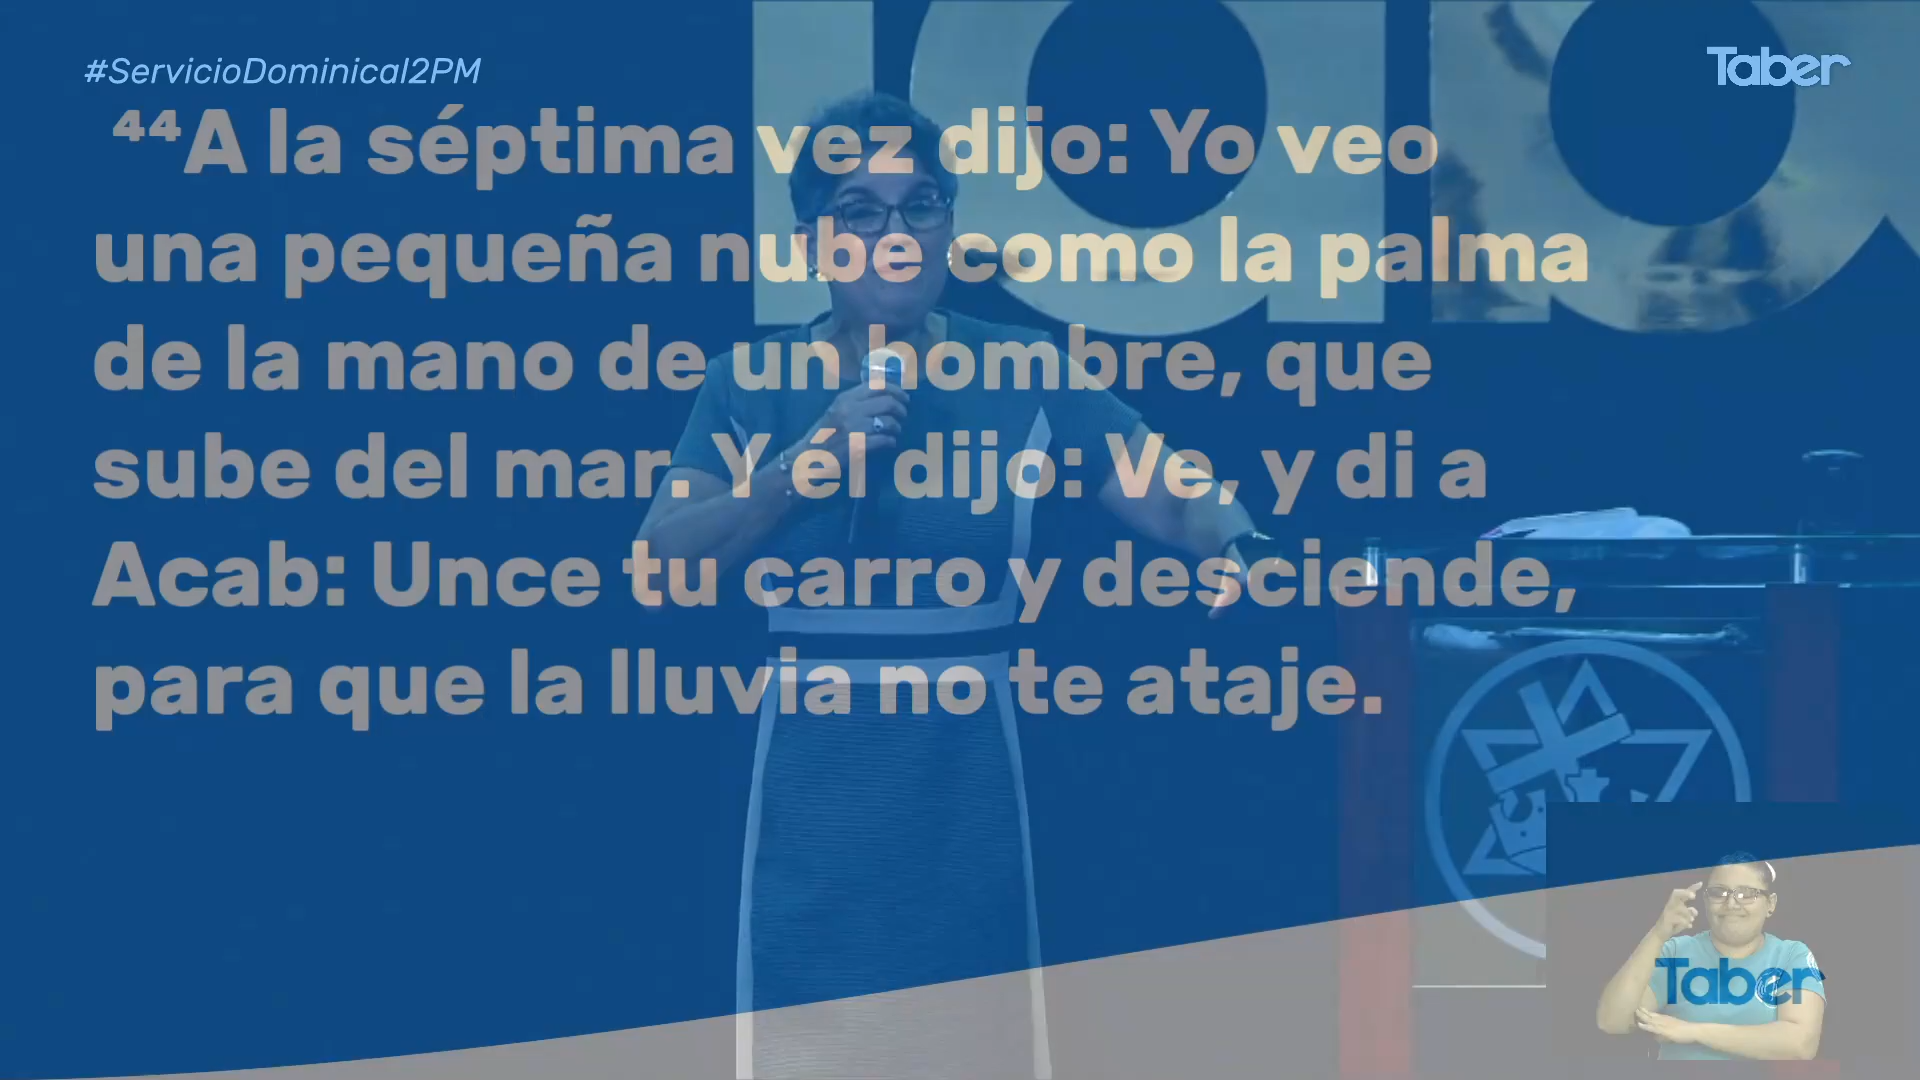 #ServicioDominical2PM
Taber
⁴⁴A la séptima vez dijo: Yo veo
una pequeña nube como la palma
de la mano de un hombre, que
sube del mar. Y él dijo: Ve, y di a
Acab: Unce tu carro y desciende,
para que la lluvia no te ataje.
Taber